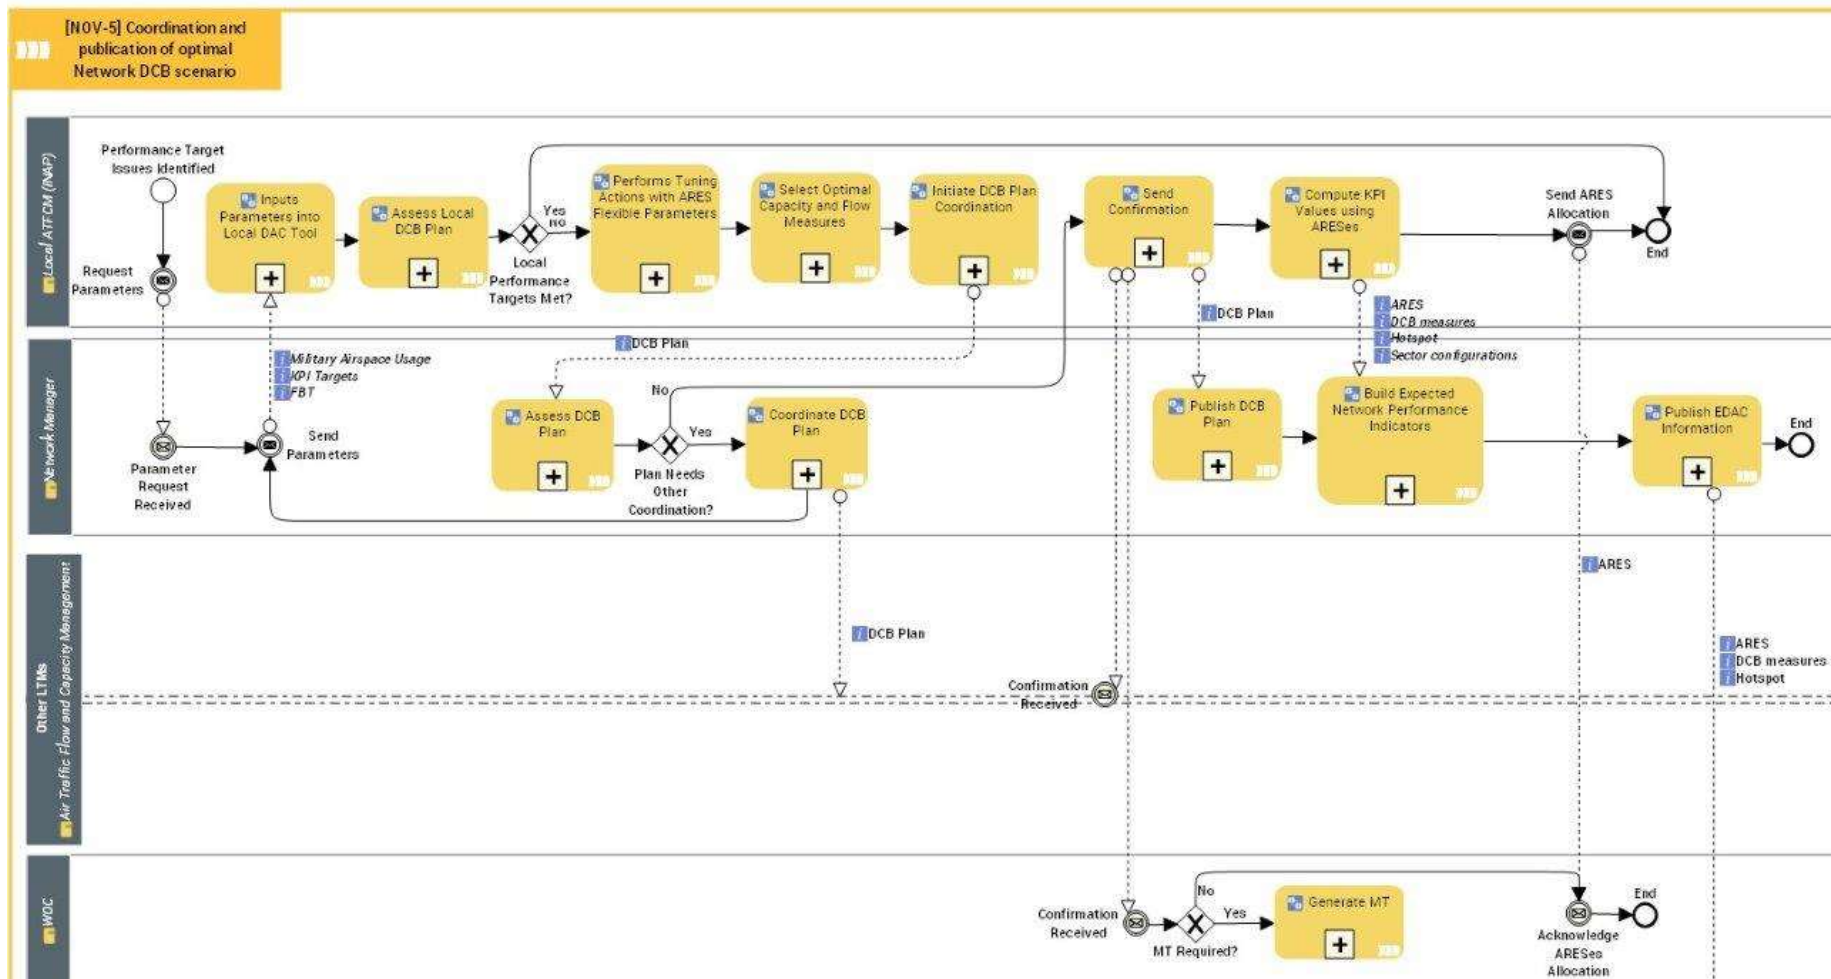 [NOV-5] Coordination and
publication of optimal
Network DCB scenario
Local ATFCM (INAP)
Performance Target
Issues Identified
Request
Parameters
Inputs
Parameters into
Local DAC Tool
Assess Local
DCB Plan
Yes
No
Local
Performance
Targets Met?
Performs Tuning
Actions with ARES
Flexible Parameters
Select Optimal
Capacity and Flow
Measures
Initiate DCB Plan
Coordination
Send
Confirmation
Compute KPI
Values using
ARESes
Send ARES
Allocation
End
DCB Plan
ARES
DCB measures
Hotspot
Sector configurations
Network Manager
Military Airspace Usage
KPI Targets
FBT
DCB Plan
Parameter
Request
Received
Send
Parameters
Assess DCB
Plan
No
Yes
Plan Needs
Other
Coordination?
Coordinate DCB
Plan
Publish DCB
Plan
Build Expected
Network Performance
Indicators
Publish EDAC
Information
End
Other LTMs
Air Traffic Flow and Capacity Management
DCB Plan
Confirmation
Received
ARES
ARES
DCB measures
Hotspot
WOC
Confirmation
Received
No
Yes
MT Required?
Generate MT
End
Acknowledge
ARESes
Allocation